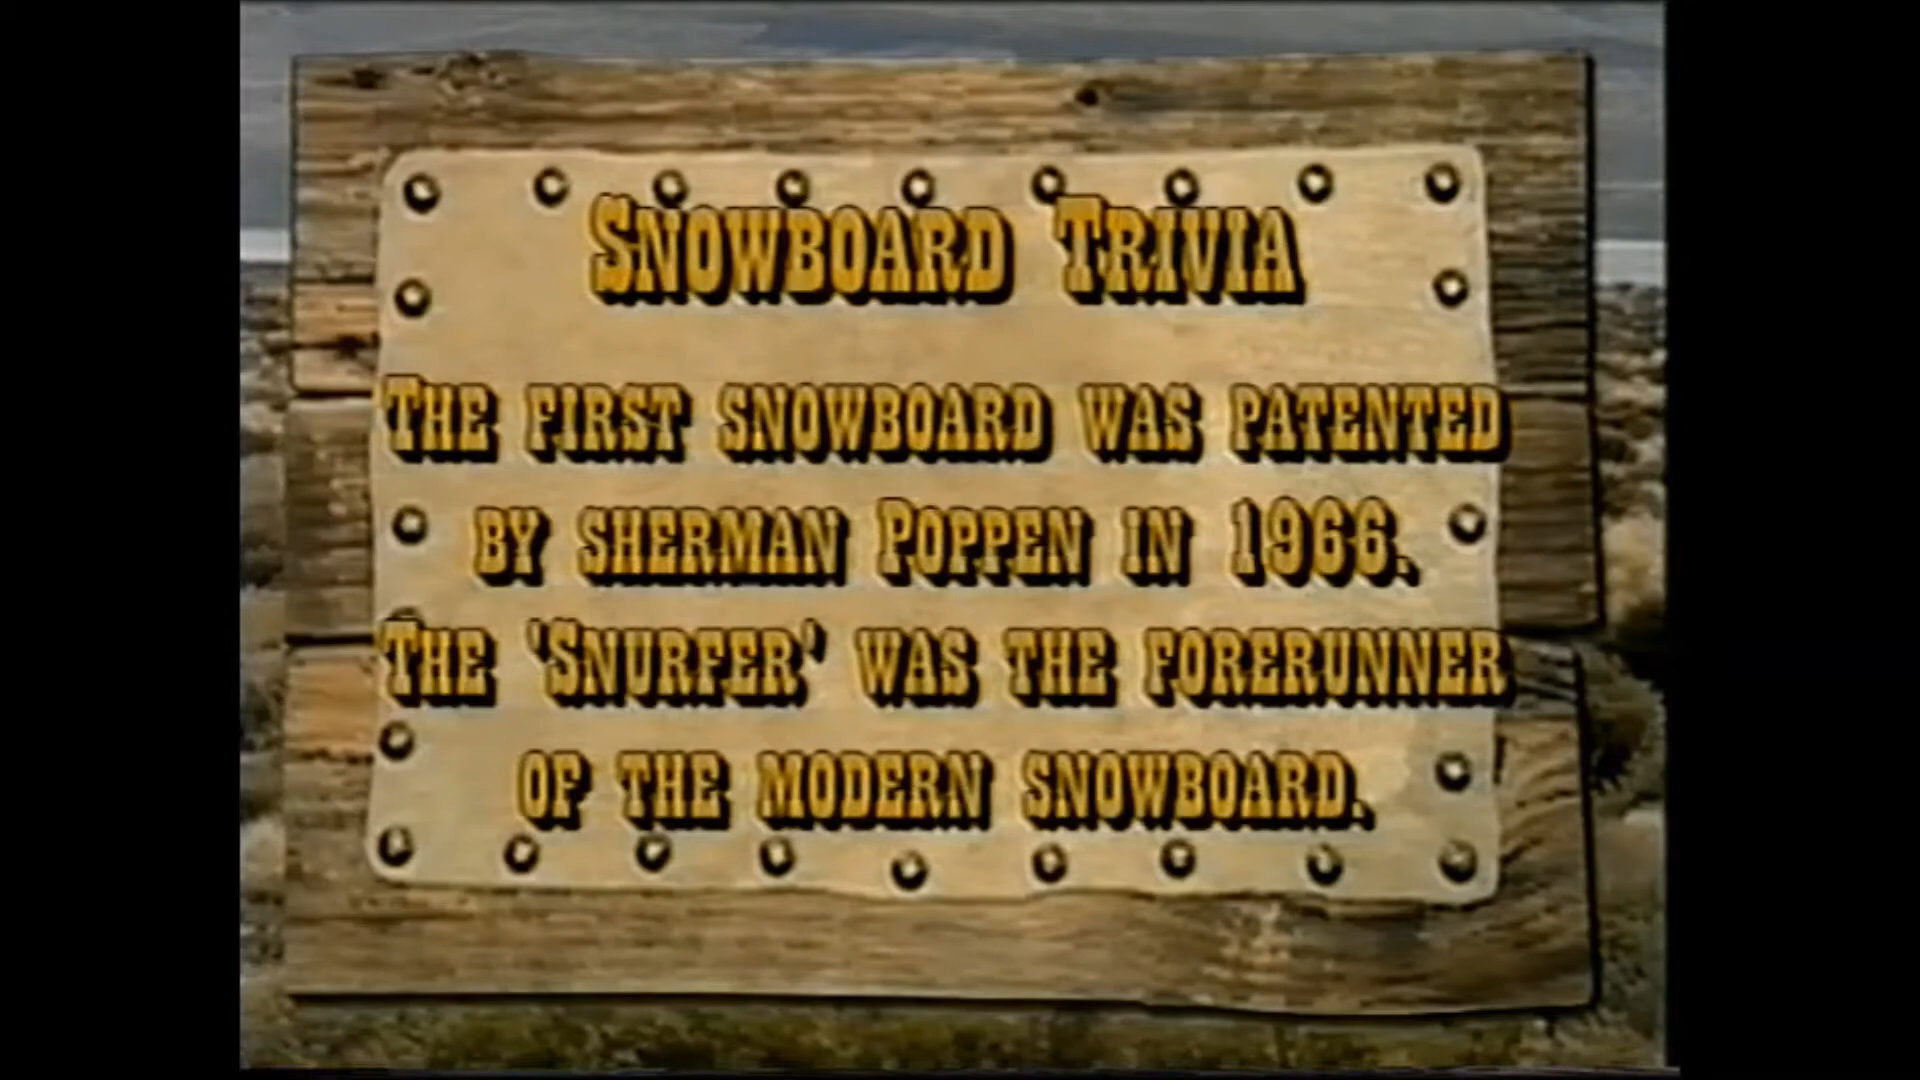 Snowboard Trivia
The first snowboard was patented
by sherman Poppen in 1966.
The 'Snurfer' was the forerunner
of the modern snowboard.